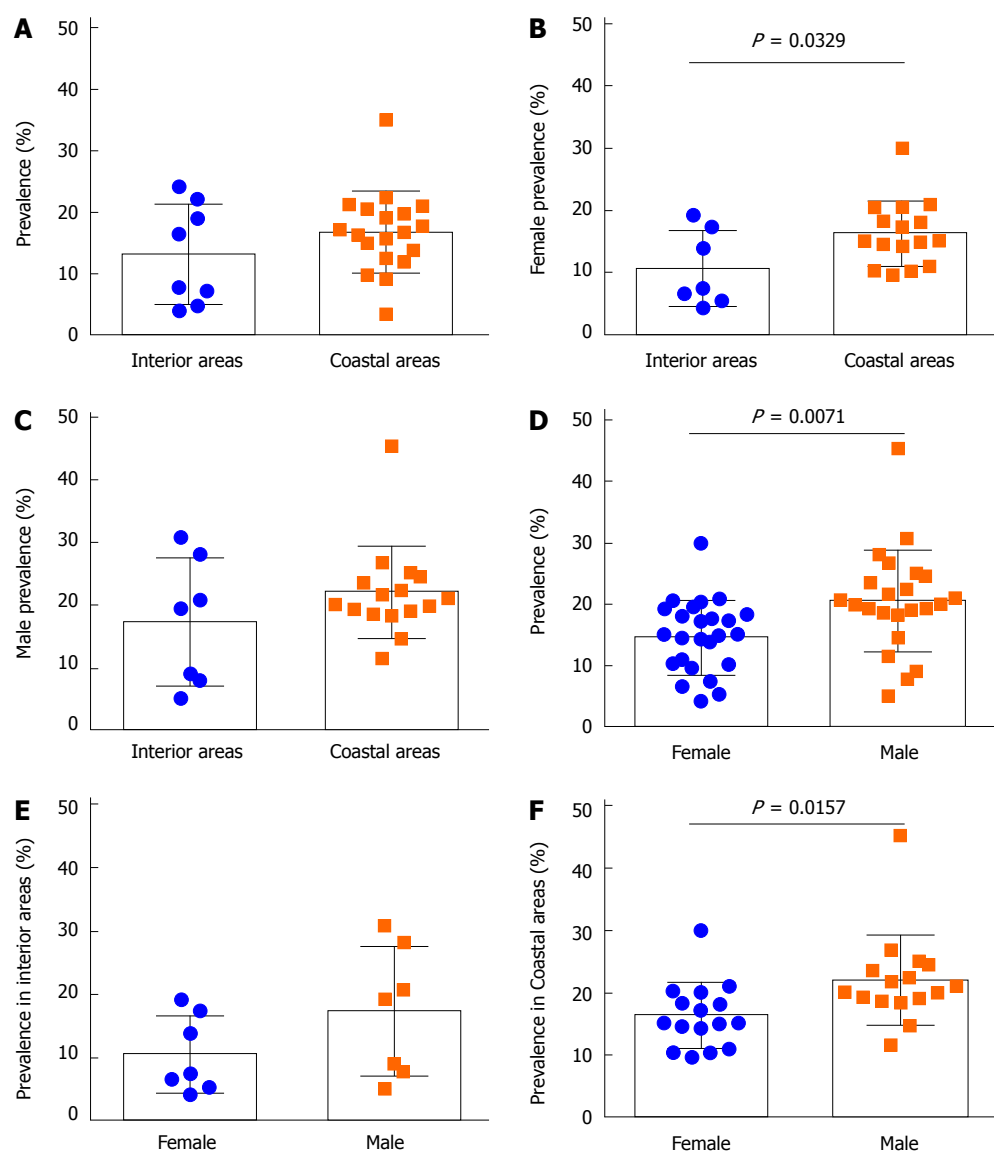 A
Prevalence (%)
50
40
30
20
10
0
Interior areas
Coastal areas
B
Female prevalence (%)
50
40
30
20
10
0
P = 0.0329
Interior areas
Coastal areas
C
Male prevalence (%)
50
40
30
20
10
0
Interior areas
Coastal areas
D
Prevalence (%)
50
40
30
20
10
0
P = 0.0071
Female
Male
E
Prevalence in interior areas (%)
50
40
30
20
10
0
Female
Male
F
Prevalence in Coastal areas (%)
50
40
30
20
10
0
P = 0.0157
Female
Male